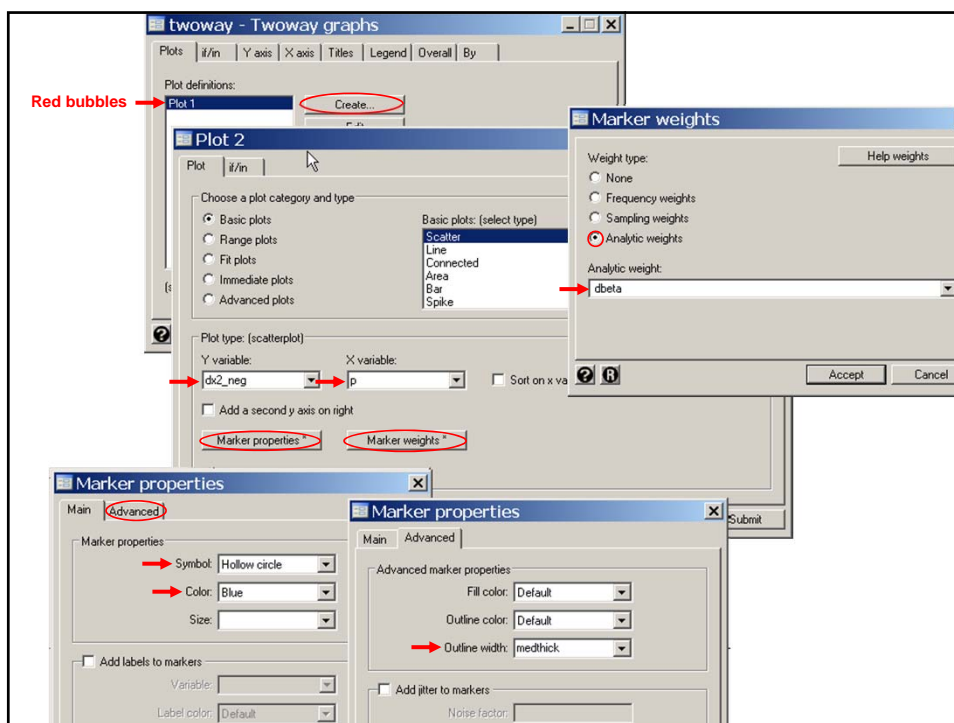 twoway - Twoway graphs
Plots if/in Y axis X axis Titles Legend Overall By
Plot definitions:
Red bubbles
Plot 1
Create...
Plot 2
Plot if/in
Choose a plot category and type
Basic plots
Range plots
Fit plots
Immediate plots
Advanced plots
Basic plots: (select type)
Scatter
Line
Connected
Area
Bar
Spike
Plot type: (scatterplot)
Y variable:
dx2_neg
X variable:
p
Sort on x va
Add a second y axis on right
Marker properties *
Marker weights *
Submit
Marker weights
Weight type:
Help weights
None
Frequency weights
Sampling weights
Analytic weights
Analytic weight:
dbeta
Accept
Cancel
Marker properties
Main Advanced
Marker properties
Symbol: Hollow circle
Color: Blue
Size:
Add labels to markers
Variable:
Label color: Default
Marker properties
Main Advanced
Advanced marker properties
Fill color: Default
Outline color: Default
Outline width: medthick
Add jitter to markers
Noise factor: